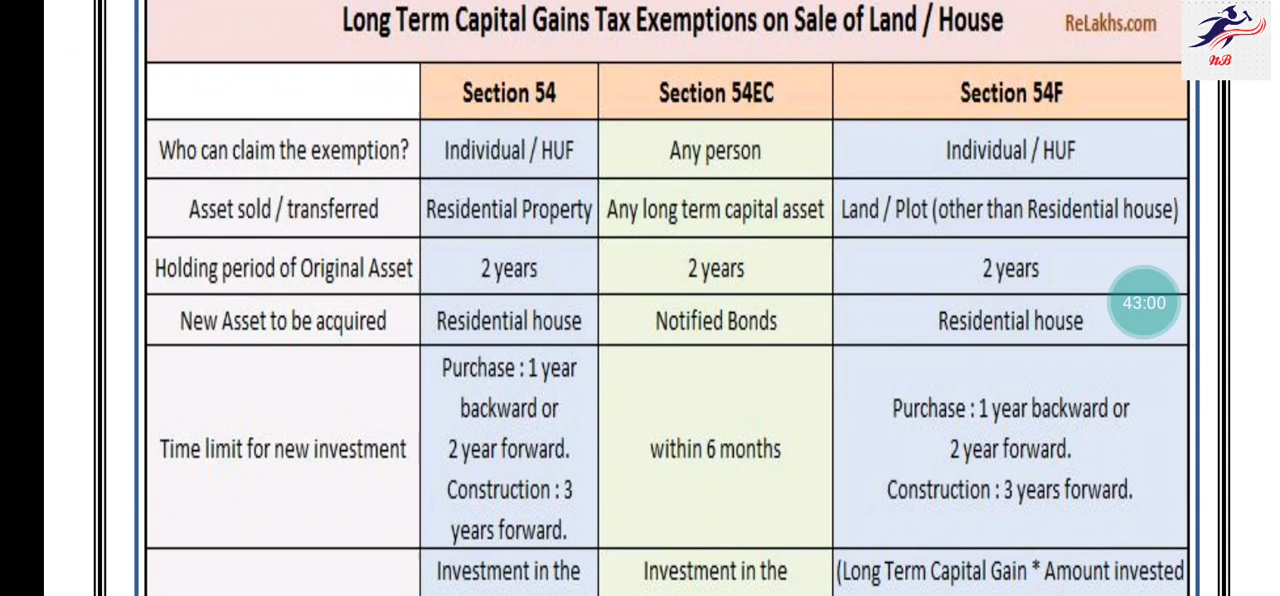 Long Term Capital Gains Tax Exemptions on Sale of Land / House
ReLakhs.com
NB
Section 54
Section 54EC
Section 54F
Who can claim the exemption?
Individual / HUF
Any person
Individual / HUF
Asset sold / transferred
Residential Property
Any long term capital asset
Land / Plot (other than Residential house)
Holding period of Original Asset
2 years
2 years
2 years
43:00
New Asset to be acquired
Residential house
Notified Bonds
Residential house
Time limit for new investment
Purchase : 1 year
backward or
2 year forward.
Construction : 3
years forward.
within 6 months
Purchase : 1 year backward or
2 year forward.
Construction : 3 years forward.
Investment in the
Investment in the
(Long Term Capital Gain * Amount invested